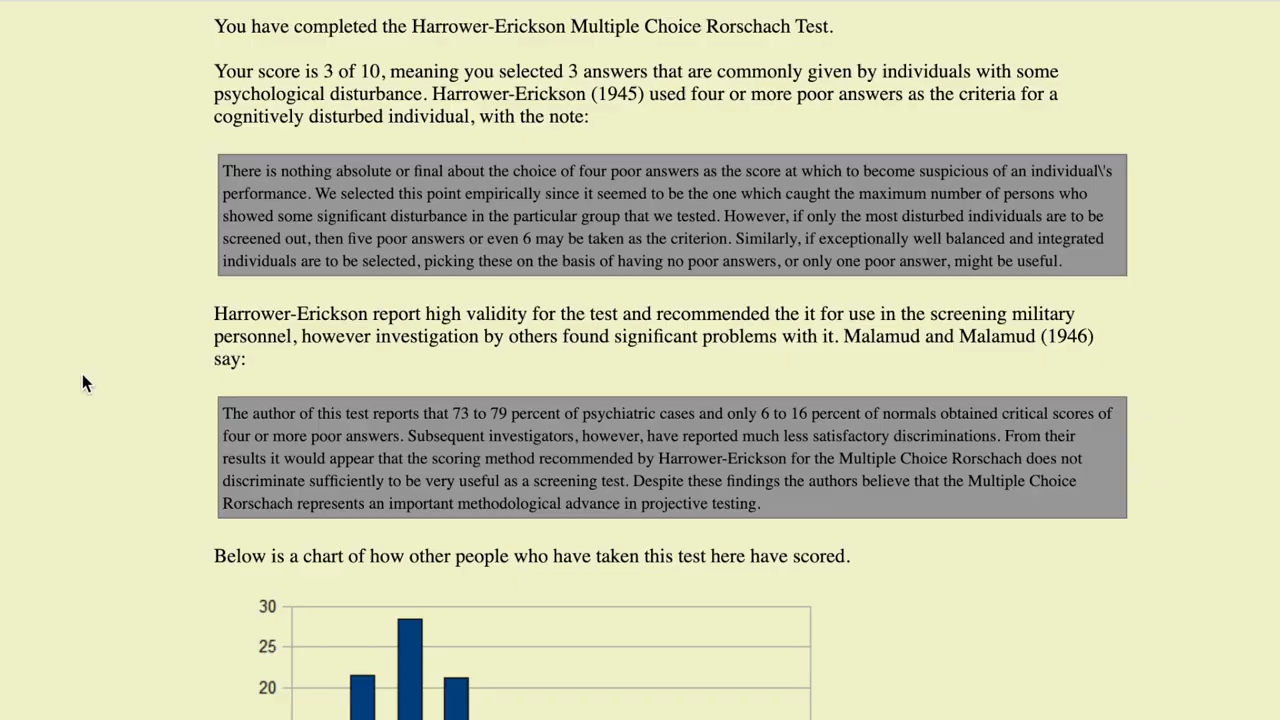 You have completed the Harrower-Erickson Multiple Choice Rorschach Test.
Your score is 3 of 10, meaning you selected 3 answers that are commonly given by individuals with some
psychological disturbance. Harrower-Erickson (1945) used four or more poor answers as the criteria for a
cognitively disturbed individual, with the note:
There is nothing absolute or final about the choice of four poor answers as the score at which to become suspicious of an individual\'s
performance. We selected this point empirically since it seemed to be the one which caught the maximum number of persons who
showed some significant disturbance in the particular group that we tested. However, if only the most disturbed individuals are to be
screened out, then five poor answers or even 6 may be taken as the criterion. Similarly, if exceptionally well balanced and integrated
individuals are to be selected, picking these on the basis of having no poor answers, or only one poor answer, might be useful.
Harrower-Erickson report high validity for the test and recommended the it for use in the screening military
personnel, however investigation by others found significant problems with it. Malamud and Malamud (1946)
say:
The author of this test reports that 73 to 79 percent of psychiatric cases and only 6 to 16 percent of normals obtained critical scores of
four or more poor answers. Subsequent investigators, however, have reported much less satisfactory discriminations. From their
results it would appear that the scoring method recommended by Harrower-Erickson for the Multiple Choice Rorschach does not
discriminate sufficiently to be very useful as a screening test. Despite these findings the authors believe that the Multiple Choice
Rorschach represents an important methodological advance in projective testing.
Below is a chart of how other people who have taken this test here have scored.
30
25
20